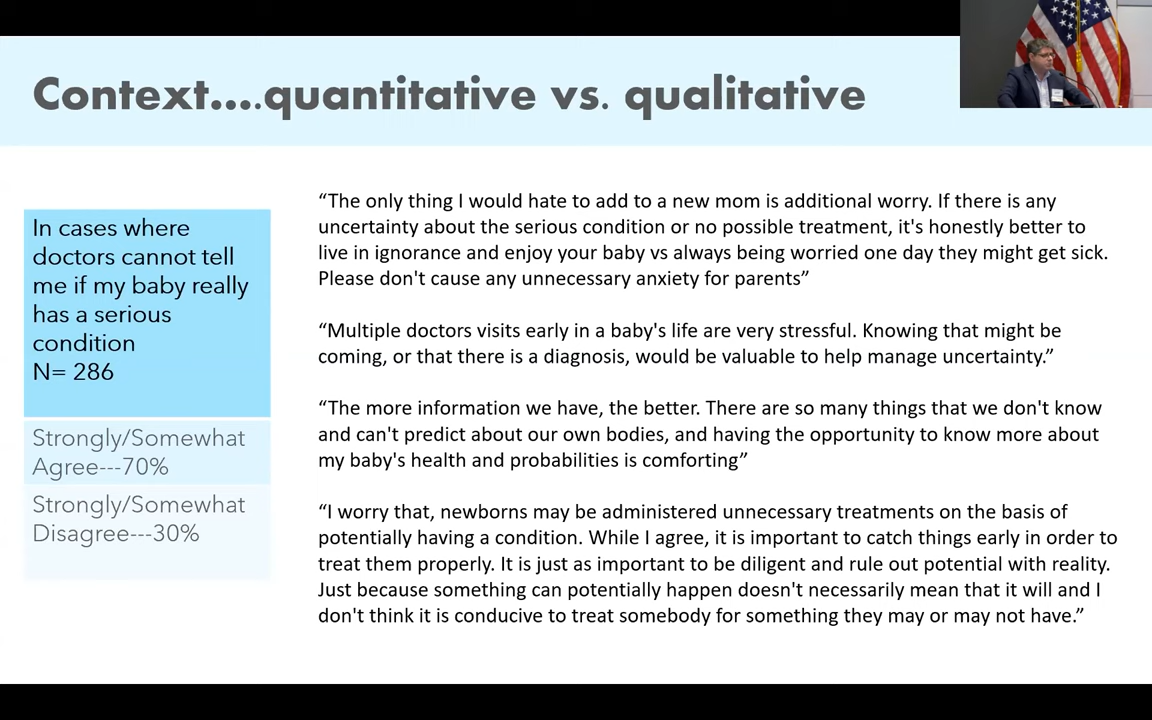 Context....quantitative vs. qualitative
In cases where
doctors cannot tell
me if my baby really
has a serious
condition
N= 286
Strongly/Somewhat
Agree---70%
Strongly/Somewhat
Disagree---30%
“The only thing I would hate to add to a new mom is additional worry. If there is any
uncertainty about the serious condition or no possible treatment, it's honestly better to
live in ignorance and enjoy your baby vs always being worried one day they might get sick.
Please don't cause any unnecessary anxiety for parents”
“Multiple doctors visits early in a baby's life are very stressful. Knowing that might be
coming, or that there is a diagnosis, would be valuable to help manage uncertainty.”
“The more information we have, the better. There are so many things that we don't know
and can't predict about our own bodies, and having the opportunity to know more about
my baby's health and probabilities is comforting”
“I worry that, newborns may be administered unnecessary treatments on the basis of
potentially having a condition. While I agree, it is important to catch things early in order to
treat them properly. It is just as important to be diligent and rule out potential with reality.
Just because something can potentially happen doesn't necessarily mean that it will and I
don't think it is conducive to treat somebody for something they may or may not have.”